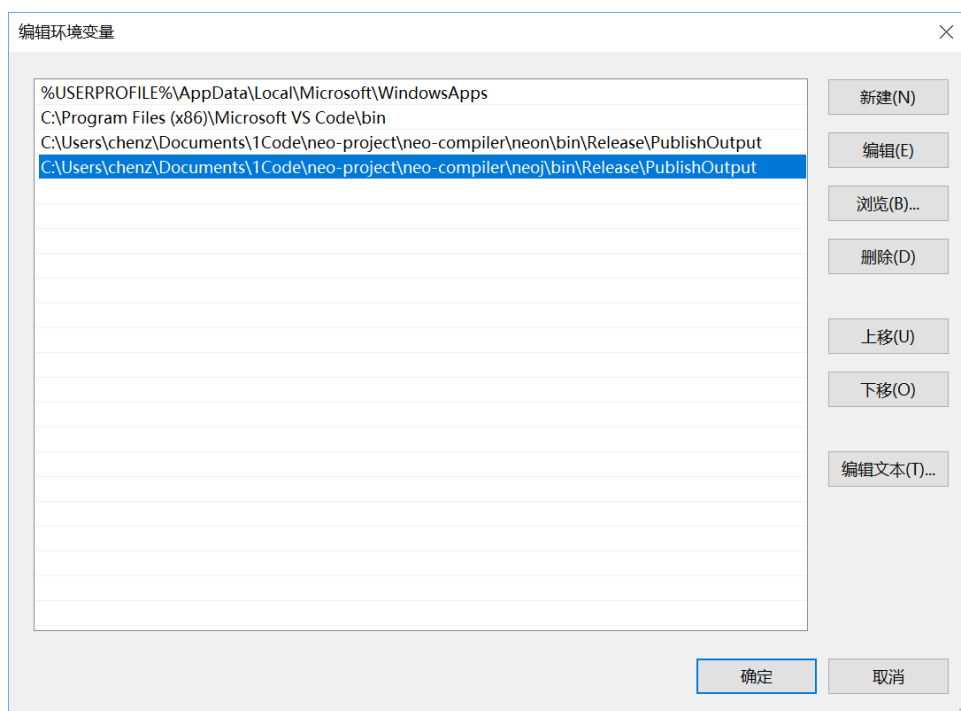 编辑环境变量
%USERPROFILE%\AppData\Local\Microsoft\WindowsApps
C:\Program Files (x86)\Microsoft VS Code\bin
C:\Users\chenz\Documents\1Code\neo-project\neo-compiler\neon\bin\Release\PublishOutput
C:\Users\chenz\Documents\1Code\neo-project\neo-compiler\neoj\bin\Release\PublishOutput
新建(N)
编辑(E)
浏览(B)...
删除(D)
上移(U)
下移(O)
编辑文本(T)...
确定
取消